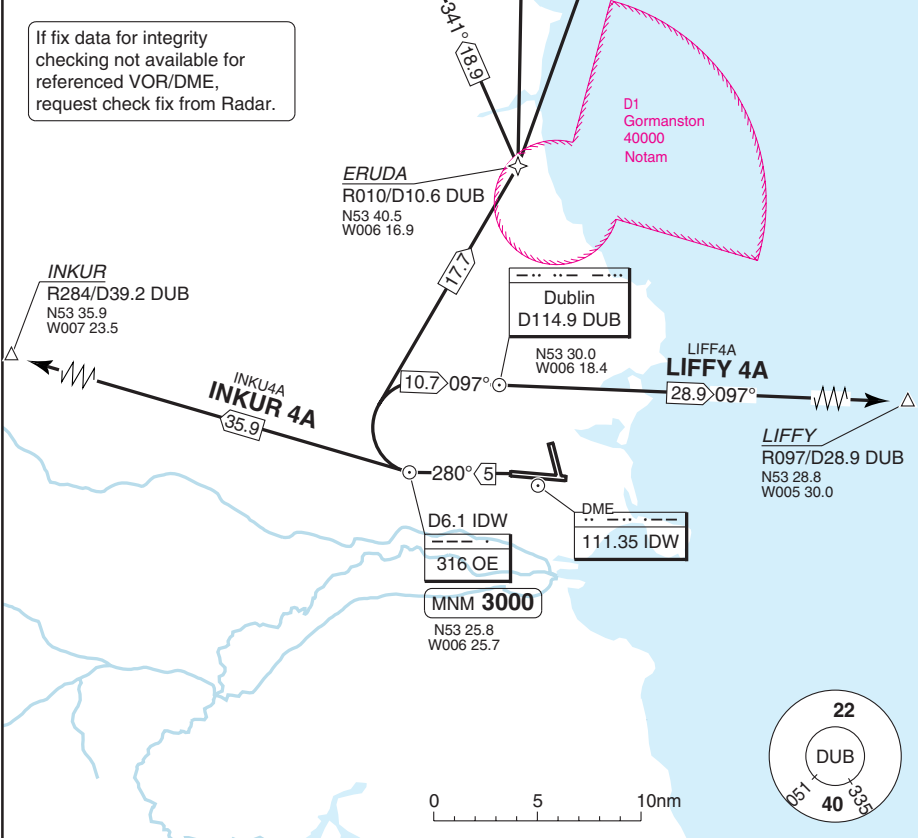 If fix data for integrity
checking not available for
referenced VOR/DME,
request check fix from Radar.
341°
18.9
D1
Gormanston
40000
Notam
ERUDA
R010/D10.6 DUB
N53 40.5
W006 16.9
17.7
INKUR
R284/D39.2 DUB
N53 35.9
W007 23.5
Dublin
D114.9 DUB
N53 30.0
W006 18.4
LIFF4A
LIFFY 4A
10.7 097°
28.9 097°
INKU4A
INKUR 4A
35.9
LIFFY
R097/D28.9 DUB
N53 28.8
W005 30.0
280° 5
D6.1 IDW
316 OE
MNM 3000
N53 25.8
W006 25.7
DME
111.35 IDW
22
DUB
051
335
40
0 5 10nm